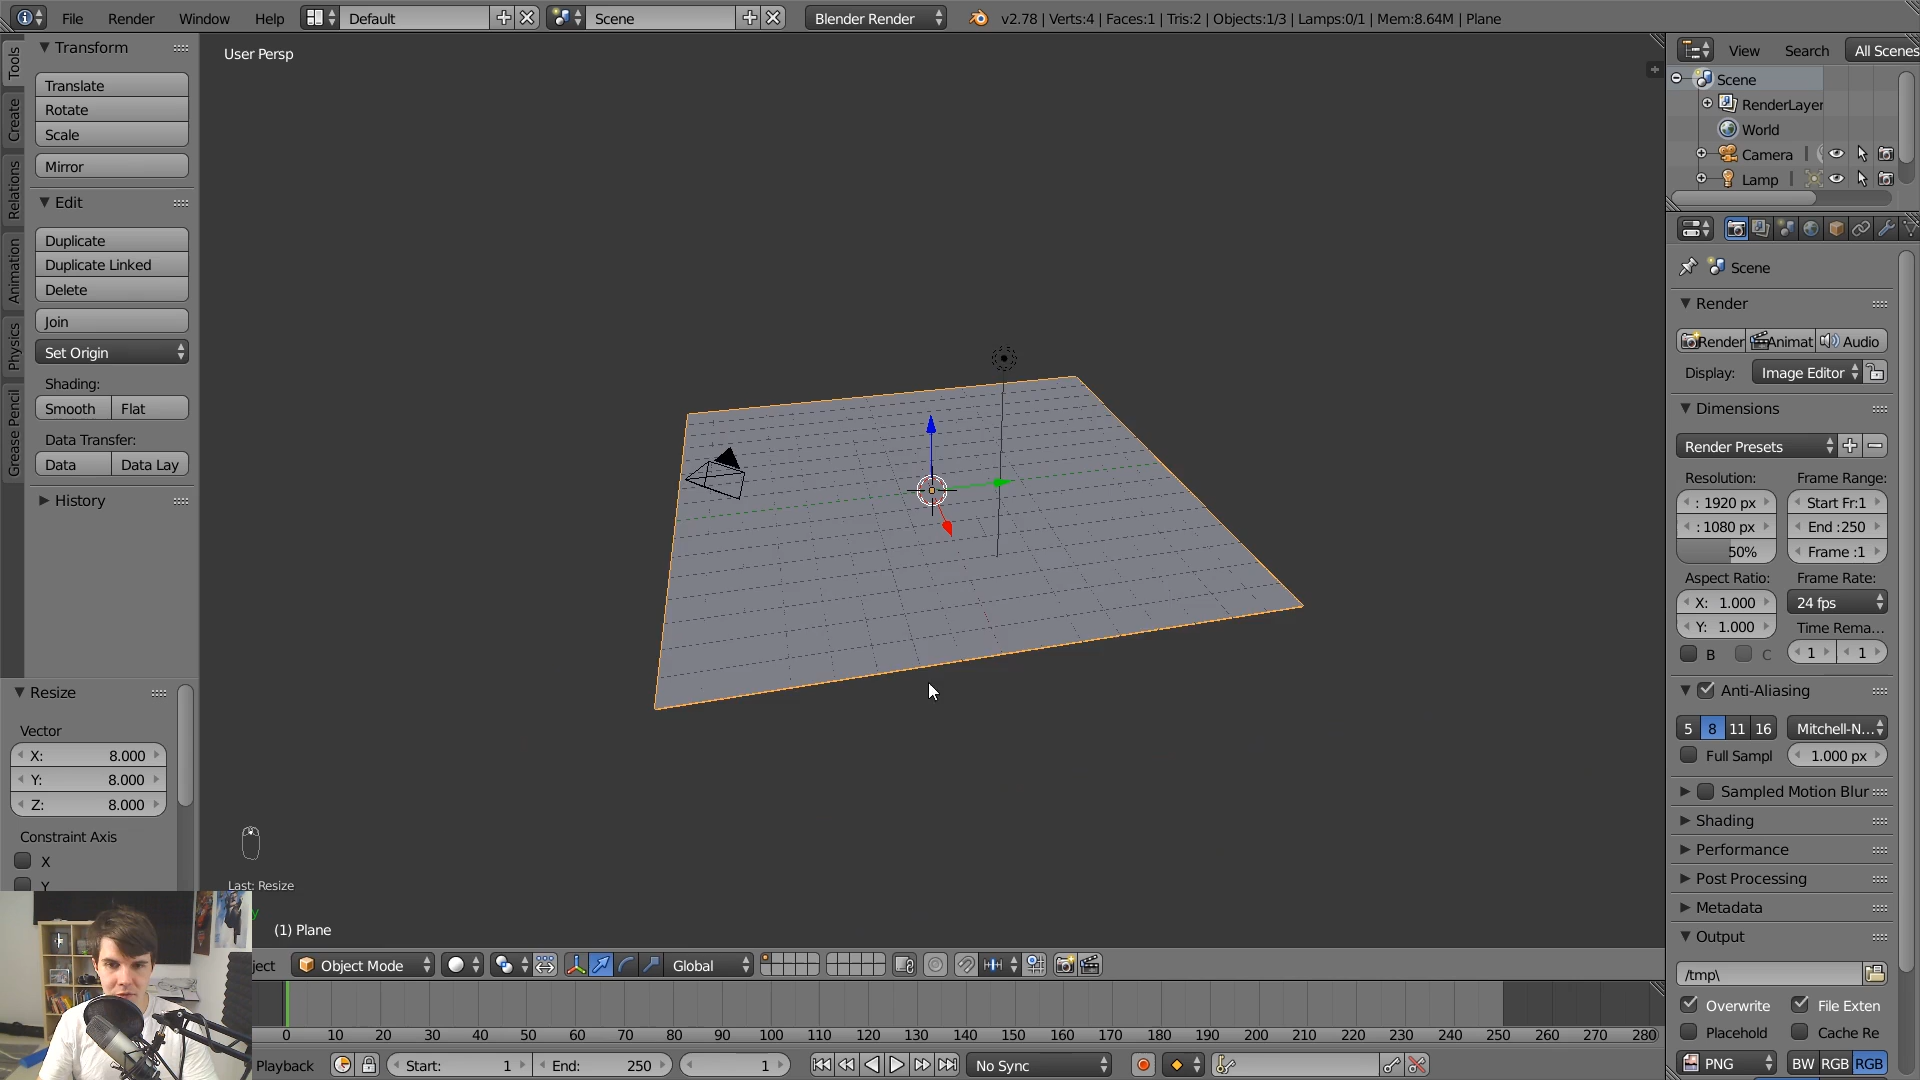 File Render Window Help Default Scene Blender Render v2.78 | Verts:4 | Faces:1 | Tris:2 | Objects:1/3 | Lamps:0/1 | Mem:8.64M | Plane
Tools
Create
Relations
Animation
Physics
Grease Pencil
Transform
Translate
Rotate
Scale
Mirror
Edit
Duplicate
Duplicate Linked
Delete
Join
Set Origin
Shading:
Smooth Flat
Data Transfer:
Data Data Lay
History
Resize
Vector
X: 8.000
Y: 8.000
Z: 8.000
Constraint Axis
X
Y
User Persp
Last: Resize
y
(1) Plane
ject Object Mode Global
0 10 20 30 40 50 60 70 80 90 100 110 120 130 140 150 160 170 180 190 200 210 220 230 240 250 260 270 280
Playback Start: 1 End: 250 1 No Sync
View Search All Scenes
Scene
RenderLayer
World
Camera |
Lamp |
Scene
Render
Render Animat Audio
Display: Image Editor
Dimensions
Render Presets
Resolution: Frame Range:
: 1920 px Start Fr:1
: 1080 px End :250
50% Frame :1
Aspect Ratio: Frame Rate:
X: 1.000 24 fps
Y: 1.000 Time Rema...
B C 1 1
Anti-Aliasing
5 8 11 16 Mitchell-N...
Full Sampl 1.000 px
Sampled Motion Blur
Shading
Performance
Post Processing
Metadata
Output
/tmp\
Overwrite File Exten
Placehold Cache Re
PNG BW RGB RGB